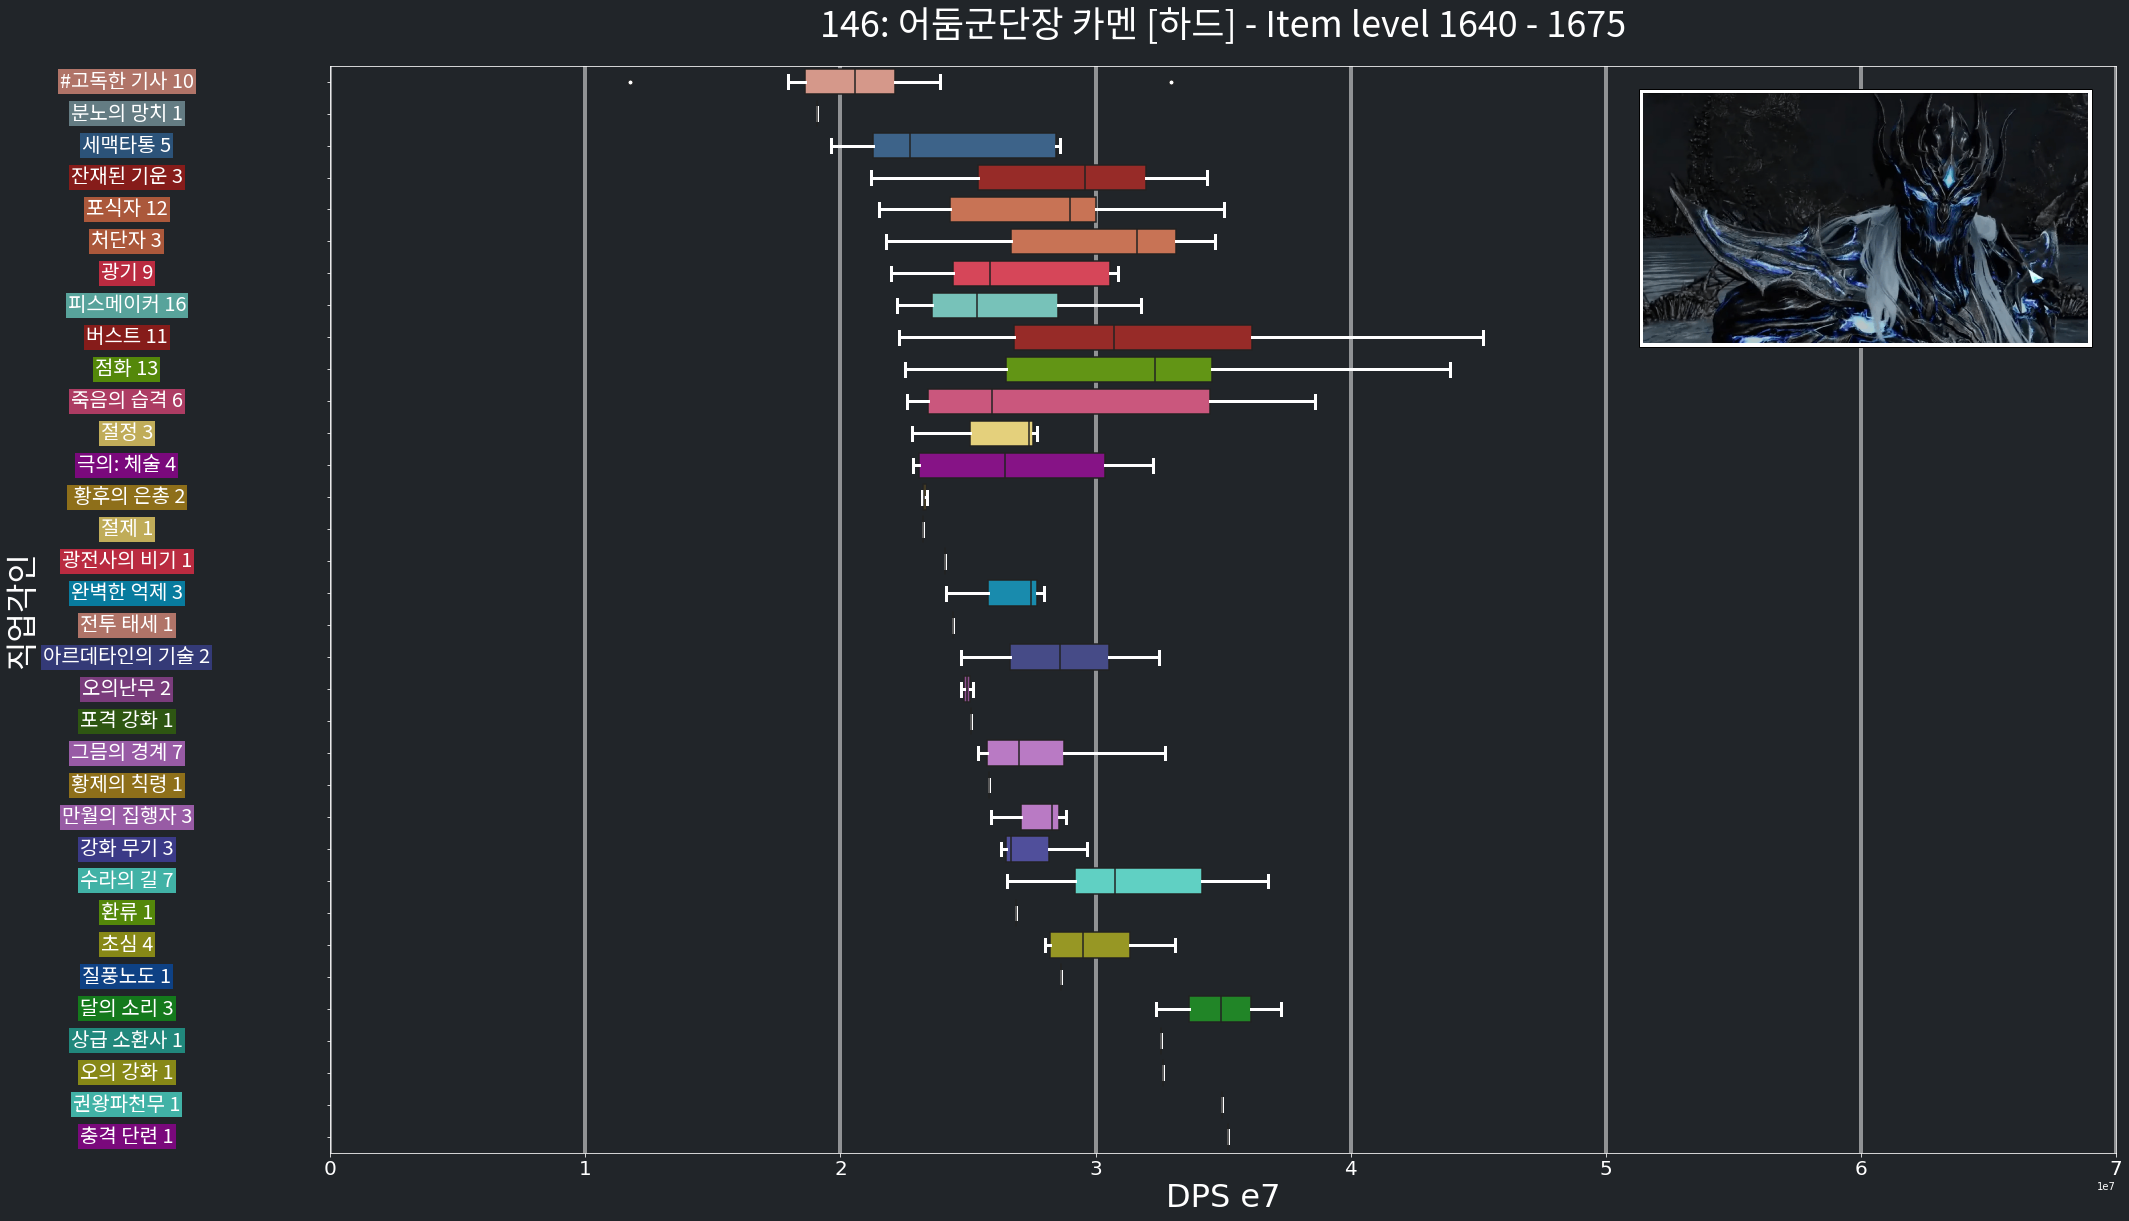 146: 어둠군단장 카멘 [하드] - Item level 1640 - 1675
#고독한 기사 10
분노의 망치 1
세맥타통 5
잔재된 기운 3
포식자 12
처단자 3
광기 9
피스메이커 16
버스트 11
점화 13
죽음의 습격 6
절정 3
극의: 체술 4
황후의 은총 2
절제 1
광전사의 비기 1
완벽한 억제 3
전투 태세 1
아르데타인의 기술 2
오의난무 2
포격 강화 1
그믐의 경계 7
황제의 칙령 1
만월의 집행자 3
강화 무기 3
수라의 길 7
환류 1
초심 4
질풍노도 1
달의 소리 3
상급 소환사 1
오의 강화 1
권왕파천무 1
충격 단련 1
직업각인
0 1 2 3 4 5 6 7
1e7
DPS e7